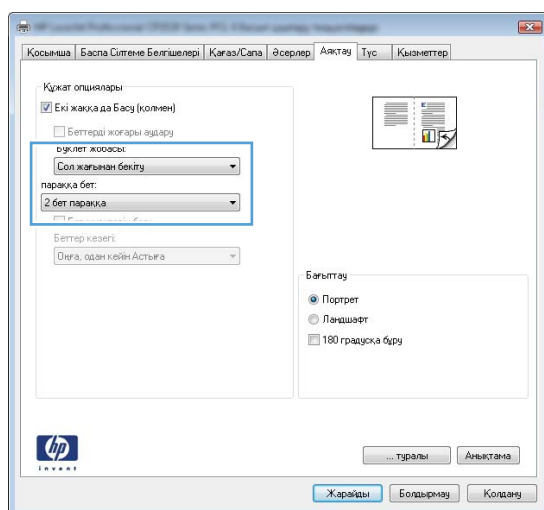 Қосымша Баспа Сілтеме Белгішелері Қағаз/Сапа Әсерлер Аяқтау Түс Қызметтер
Құжат опциялары
Екі жаққа да Басу (қолмен)
Беттерді жоғары аудару
Буклет жобасы:
Сол жағынан бекіту
параққа бет:
2 бет параққа
Беттер кезегі:
Оңға, одан кейін Астыға
Бағыттау
Портрет
Ландшафт
180 градусқа бұру
hp
invent
... туралы Анықтама
Жарайды Болдырмау Қолдану